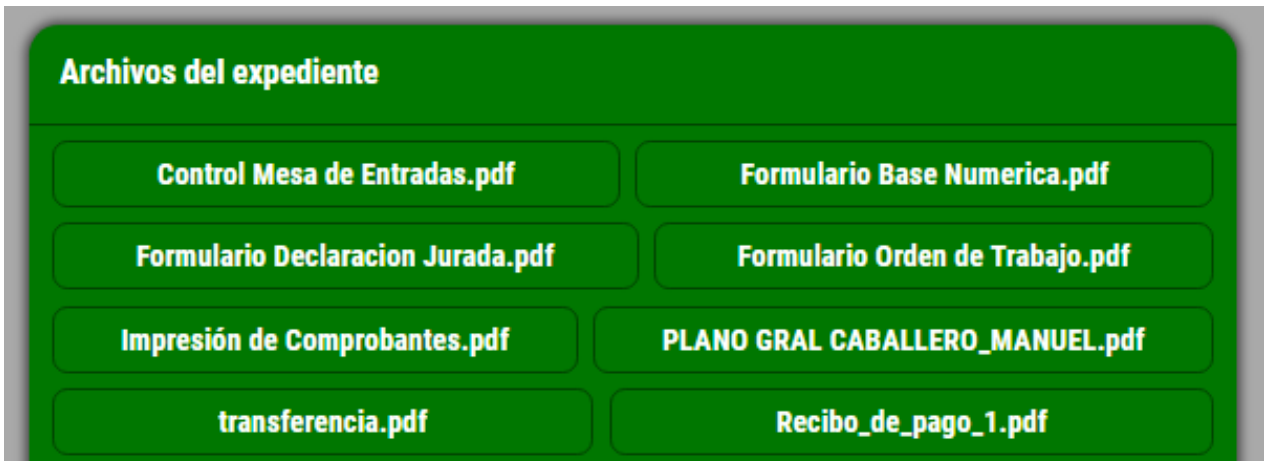 Archivos del expediente
Control Mesa de Entradas.pdf Formulario Base Numerica.pdf
Formulario Declaracion Jurada.pdf Formulario Orden de Trabajo.pdf
Impresión de Comprobantes.pdf PLANO GRAL CABALLERO_MANUEL.pdf
transferencia.pdf Recibo_de_pago_1.pdf